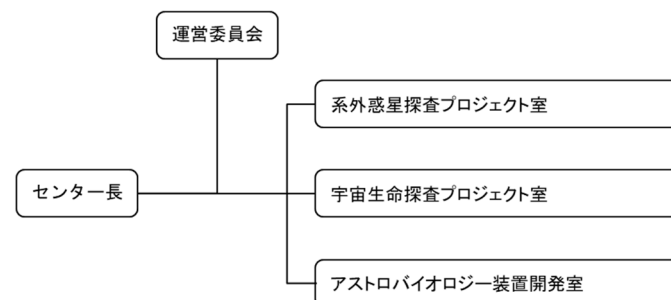 運営委員会
系外惑星探査プロジェクト室
センター長
宇宙生命探査プロジェクト室
アストロバイオロジー装置開発室